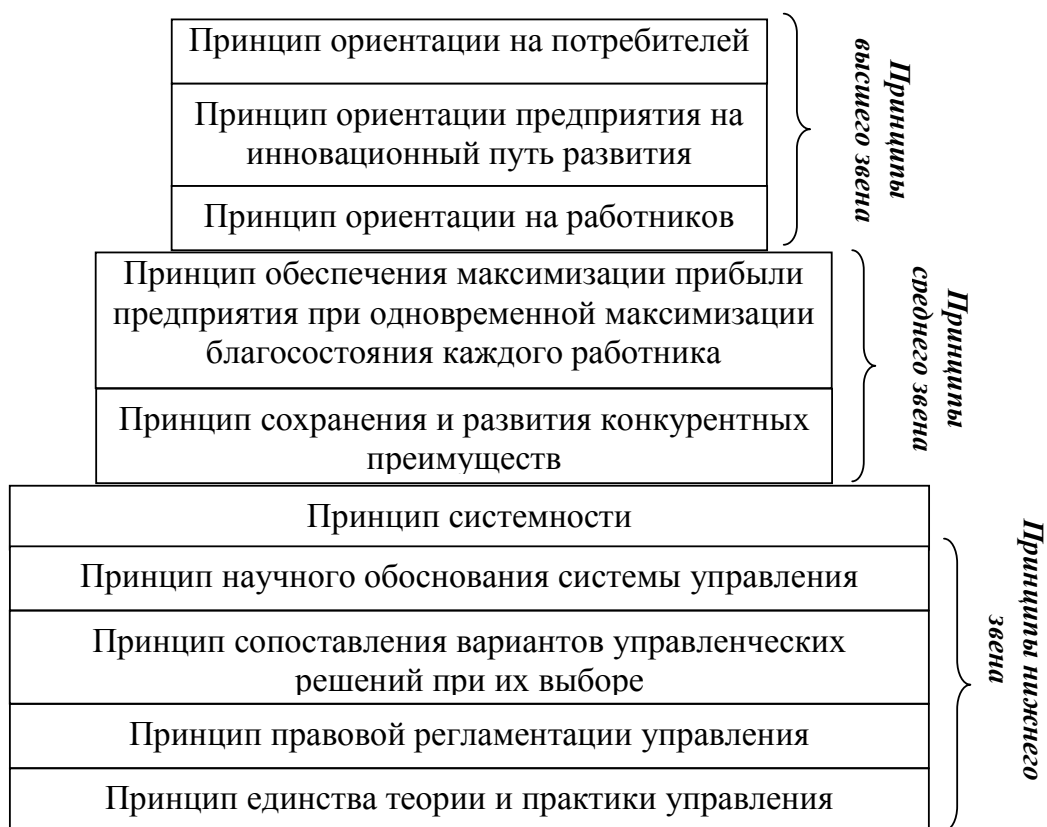 Принцип ориентации на потребителей
Принцип ориентации предприятия на
инновационный путь развития
Принцип ориентации на работников
Принципы
высшего звена
Принцип обеспечения максимизации прибыли
предприятия при одновременной максимизации
благосостояния каждого работника
Принцип сохранения и развития конкурентных
преимуществ
Принципы
среднего звена
Принцип системности
Принцип научного обоснования системы управления
Принцип сопоставления вариантов управленческих
решений при их выборе
Принцип правовой регламентации управления
Принцип единства теории и практики управления
Принципы нижнего
звена